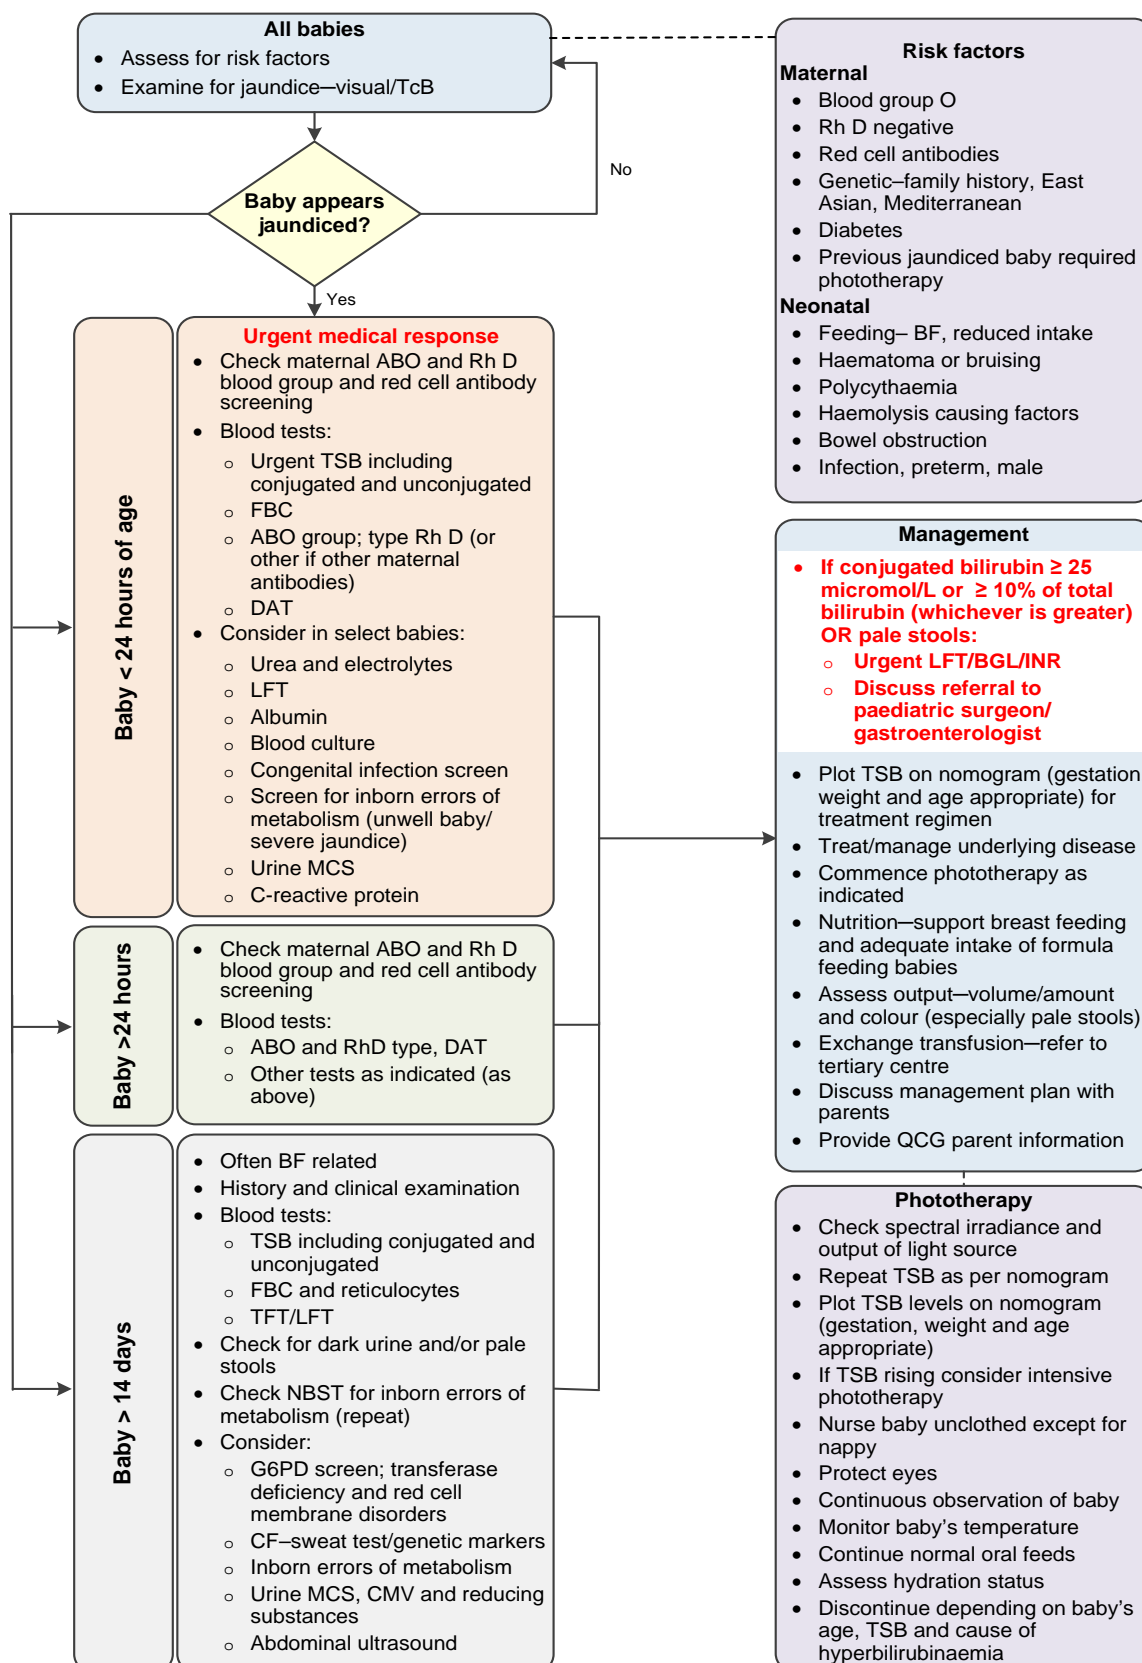 All babies
• Assess for risk factors
• Examine for jaundice—visual/TcB
Baby appears
jaundiced?
No
Yes
Baby < 24 hours of age
Urgent medical response
• Check maternal ABO and Rh D
blood group and red cell antibody
screening
• Blood tests:
o Urgent TSB including
conjugated and unconjugated
o FBC
o ABO group; type Rh D (or
other if other maternal
antibodies)
o DAT
• Consider in select babies:
o Urea and electrolytes
o LFT
o Albumin
o Blood culture
o Congenital infection screen
o Screen for inborn errors of
metabolism (unwell baby/
severe jaundice)
o Urine MCS
o C-reactive protein
Baby >24 hours
• Check maternal ABO and Rh D
blood group and red cell antibody
screening
• Blood tests:
o ABO and RhD type, DAT
o Other tests as indicated (as
above)
Baby > 14 days
• Often BF related
• History and clinical examination
• Blood tests:
o TSB including conjugated and
unconjugated
o FBC and reticulocytes
o TFT/LFT
• Check for dark urine and/or pale
stools
• Check NBST for inborn errors of
metabolism (repeat)
• Consider:
o G6PD screen; transferase
deficiency and red cell
membrane disorders
o CF–sweat test/genetic markers
o Inborn errors of metabolism
o Urine MCS, CMV and reducing
substances
o Abdominal ultrasound
Risk factors
Maternal
• Blood group O
• Rh D negative
• Red cell antibodies
• Genetic–family history, East
Asian, Mediterranean
• Diabetes
• Previous jaundiced baby required
phototherapy
Neonatal
• Feeding– BF, reduced intake
• Haematoma or bruising
• Polycythaemia
• Haemolysis causing factors
• Bowel obstruction
• Infection, preterm, male
Management
• If conjugated bilirubin ≥ 25
micromol/L or ≥ 10% of total
bilirubin (whichever is greater)
OR pale stools:
o Urgent LFT/BGL/INR
o Discuss referral to
paediatric surgeon/
gastroenterologist
• Plot TSB on nomogram (gestation
weight and age appropriate) for
treatment regimen
• Treat/manage underlying disease
• Commence phototherapy as
indicated
• Nutrition—support breast feeding
and adequate intake of formula
feeding babies
• Assess output—volume/amount
and colour (especially pale stools)
• Exchange transfusion—refer to
tertiary centre
• Discuss management plan with
parents
• Provide QCG parent information
Phototherapy
• Check spectral irradiance and
output of light source
• Repeat TSB as per nomogram
• Plot TSB levels on nomogram
(gestation, weight and age
appropriate)
• If TSB rising consider intensive
phototherapy
• Nurse baby unclothed except for
nappy
• Protect eyes
• Continuous observation of baby
• Monitor baby's temperature
• Continue normal oral feeds
• Assess hydration status
• Discontinue depending on baby's
age, TSB and cause of
hyperbilirubinaemia